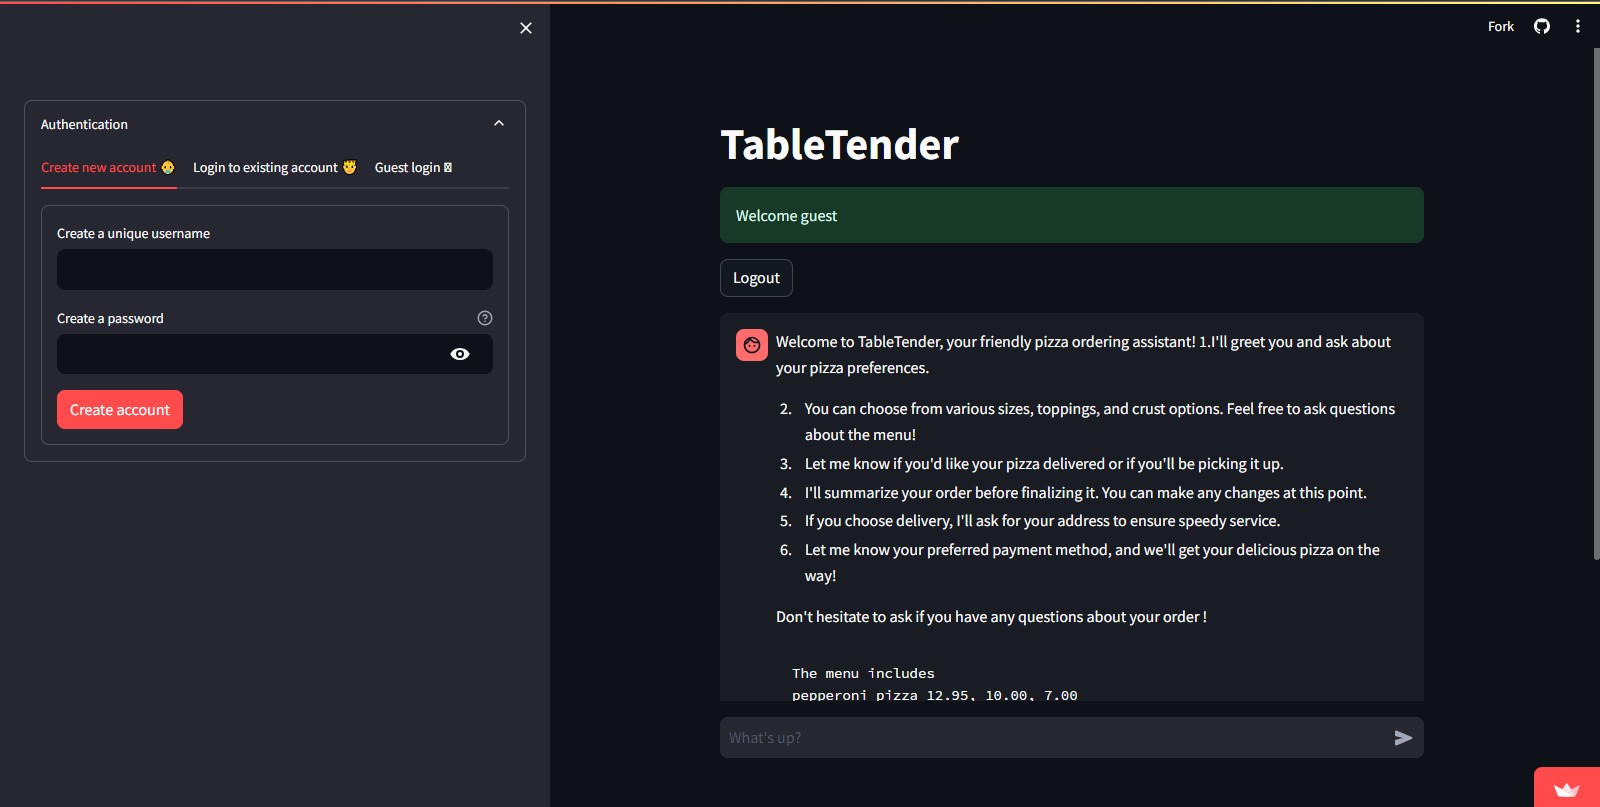 Fork
Authentication
Create new account 👶 Login to existing account 🤴 Guest login
Create a unique username
Create a password
Create account
TableTender
Welcome guest
Logout
Welcome to TableTender, your friendly pizza ordering assistant! 1.I'll greet you and ask about
your pizza preferences.
2. You can choose from various sizes, toppings, and crust options. Feel free to ask questions
about the menu!
3. Let me know if you'd like your pizza delivered or if you'll be picking it up.
4. I'll summarize your order before finalizing it. You can make any changes at this point.
5. If you choose delivery, I'll ask for your address to ensure speedy service.
6. Let me know your preferred payment method, and we'll get your delicious pizza on the
way!
Don't hesitate to ask if you have any questions about your order !
The menu includes
pepperoni pizza 12.95, 10.00, 7.00
What's up?